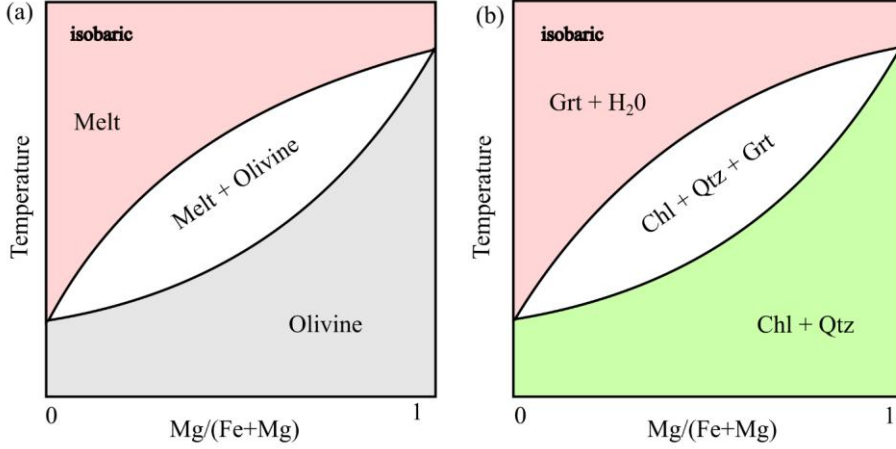 (a)
isobaric
Melt
Melt + Olivine
Olivine
Temperature
0
1
Mg/(Fe+Mg)
(b)
isobaric
Grt + H₂0
Chl + Qtz + Grt
Chl + Qtz
Temperature
0
1
Mg/(Fe+Mg)